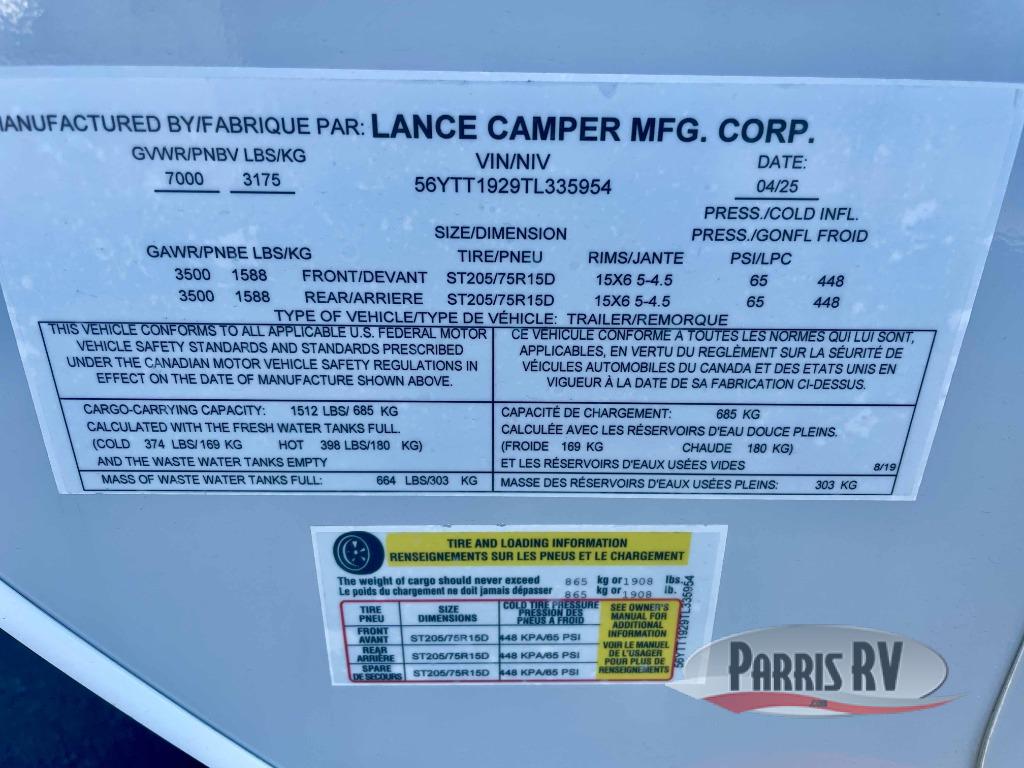 MANUFACTURED BY/FABRIQUE PAR: LANCE CAMPER MFG. CORP.
GVWR/PNBV LBS/KG VIN/NIV DATE:
7000 3175 56YTT1929TL335954 04/25
PRESS./COLD INFL.
SIZE/DIMENSION PRESS./GONFL FROID
GAWR/PNBE LBS/KG TIRE/PNEU RIMS/JANTE PSI/LPC
3500 1588 FRONT/DEVANT ST205/75R15D 15X6 5-4.5 65 448
3500 1588 REAR/ARRIERE ST205/75R15D 15X6 5-4.5 65 448
TYPE OF VEHICLE/TYPE DE VÉHICLE: TRAILER/REMORQUE
THIS VEHICLE CONFORMS TO ALL APPLICABLE U.S. FEDERAL MOTOR
VEHICLE SAFETY STANDARDS AND STANDARDS PRESCRIBED
UNDER THE CANADIAN MOTOR VEHICLE SAFETY REGULATIONS IN
EFFECT ON THE DATE OF MANUFACTURE SHOWN ABOVE.
CE VÉHICULE CONFORME A TOUTES LES NORMES QUI LUI SONT,
APPLICABLES, EN VERTU DU REGLEMENT SUR LA SÉURITÉ DE
VÉICULES AUTOMOBILES DU CANADA ET DES ETATS UNIS EN
VIGUEUR À LA DATE DE SA FABRICATION CI-DESSUS.
CARGO-CARRYING CAPACITY: 1512 LBS/ 685 KG
CALCULATED WITH THE FRESH WATER TANKS FULL.
(COLD 374 LBS/169 KG HOT 398 LBS/180 KG)
AND THE WASTE WATER TANKS EMPTY
CAPACITÉ DE CHARGEMENT: 685 KG
CALCULÉE AVEC LES RÉSERVOIRS D'EAU DOUCE PLEINS.
(FROIDE 169 KG CHAUDE 180 KG)
ET LES RÉSERVOIRS D'EAUX USÉES VIDES 8/19
MASS OF WASTE WATER TANKS FULL: 664 LBS/303 KG
MASSE DES RÉSERVOIRS D'EAUX USÉES PLEINS: 303 KG
TIRE AND LOADING INFORMATION
RENSEIGNEMENTS SUR LES PNEUS ET LE CHARGEMENT
The weight of cargo should never exceed 865 kg or 1908 lbs.
Le poids du chargement ne doit jamais dépasser 865 kg or 1908 lb.
TIRE SIZE COLD TIRE PRESSURE
PNEU DIMENSIONS PRESSION DES
PNEUS A FROID
FRONT
AVANT ST205/75R15D 448 KPA/65 PSI
REAR
ARRIÈRE ST205/75R15D 448 KPA/65 PSI
SPARE
DE SECOURS ST205/75R15D 448 KPA/65 PSI
SEE OWNER'S
MANUAL FOR
ADDITIONAL
INFORMATION
VOIR LE MANUEL
DE L'USAGER
POUR PLUS DE
RENSEIGNEMENTS
56YTT1929TL335954
PARRIS RV
.com